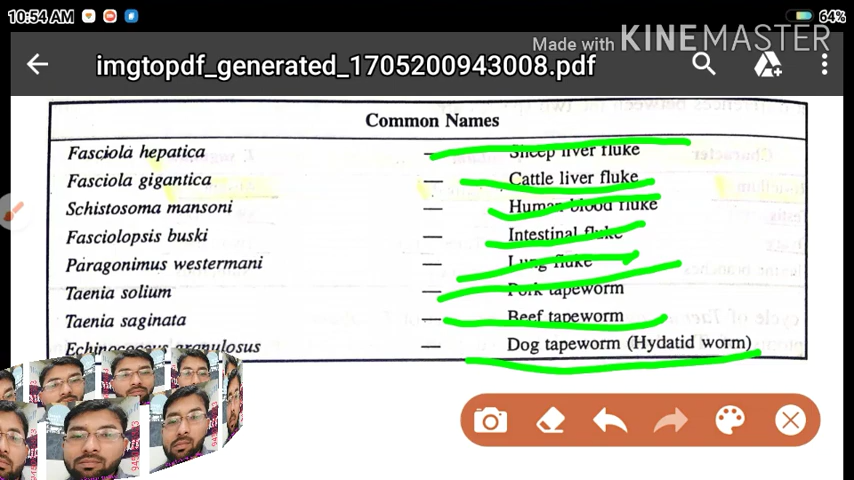 10:54 AM
64%
Made with KINEMASTER
imgtopdf_generated_1705200943008.pdf
Common Names
Fasciola hepatica — Sheep liver fluke
Fasciola gigantica — Cattle liver fluke
Schistosoma mansoni — Human blood fluke
Fasciolopsis buski — Intestinal fluke
Paragonimus westermani — Lung fluke
Taenia solium — Pork tapeworm
Taenia saginata — Beef tapeworm
Echinococcus granulosus — Dog tapeworm (Hydatid worm)